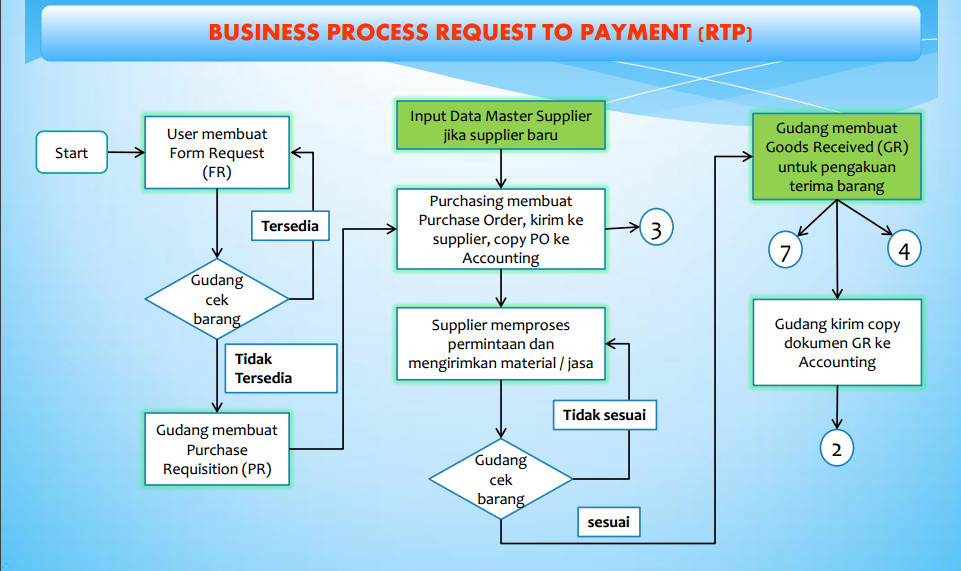 BUSINESS PROCESS REQUEST TO PAYMENT (RTP)
Start
User membuat
Form Request
(FR)
Tersedia
Gudang
cek
barang
Tidak
Tersedia
Gudang membuat
Purchase
Requisition (PR)
Input Data Master Supplier
jika supplier baru
Purchasing membuat
Purchase Order, kirim ke
supplier, copy PO ke
Accounting
3
Supplier memproses
permintaan dan
mengirimkan material / jasa
Tidak sesuai
Gudang
cek
barang
sesuai
Gudang membuat
Goods Received (GR)
untuk pengakuan
terima barang
7
4
Gudang kirim copy
dokumen GR ke
Accounting
2